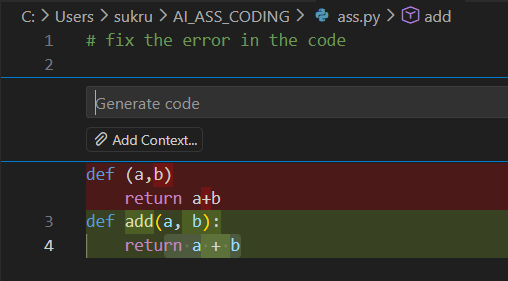 C: > Users > sukru > AI_ASS_CODING > ass.py > add
1 # fix the error in the code
2
Generate code
Add Context...
def (a,b)
    return a+b
3 def add(a, b):
4     return a + b